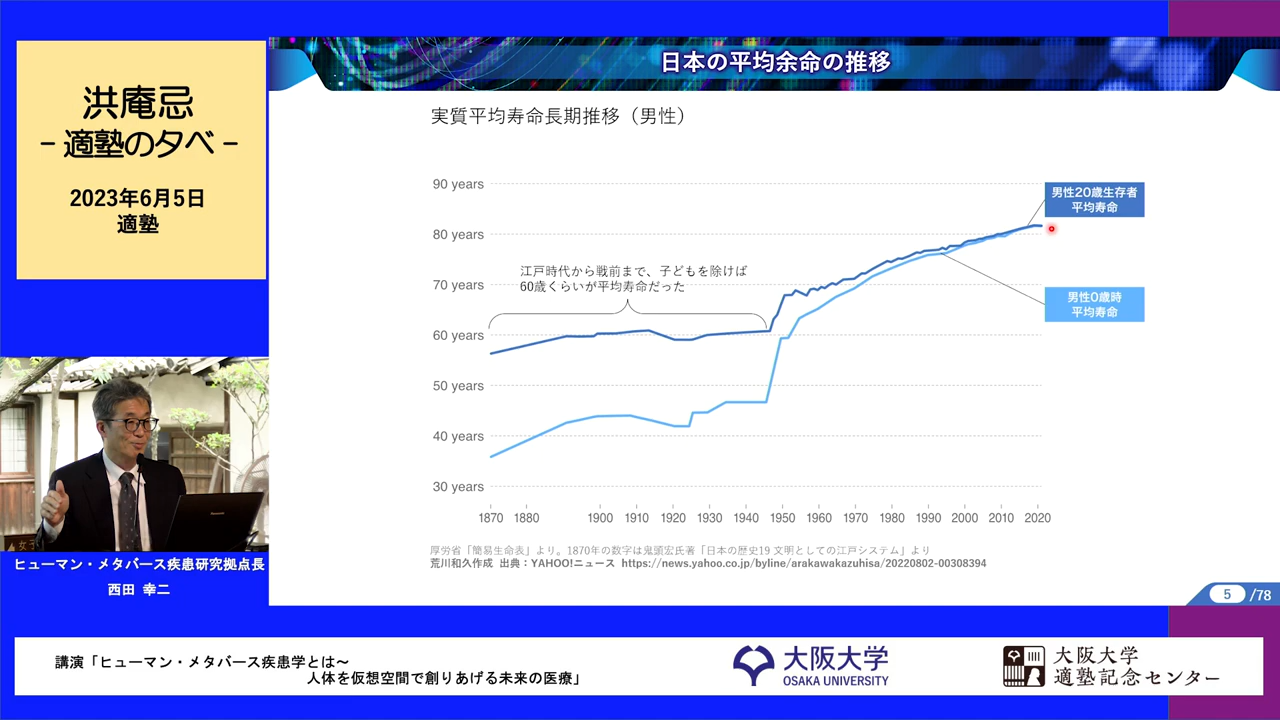 洪庵忌
- 適塾の夕べ -
2023年6月5日
適塾
日本の平均余命の推移
実質平均寿命長期推移（男性）
90 years
80 years
70 years
60 years
50 years
40 years
30 years
男性20歳生存者
平均寿命
江戸時代から戦前まで、子どもを除けば
60歳くらいが平均寿命だった
男性0歳時
平均寿命
1870 1880 1900 1910 1920 1930 1940 1950 1960 1970 1980 1990 2000 2010 2020
厚労省「簡易生命表」より。1870年の数字は鬼頭宏氏著「日本の歴史19 文明としての江戸システム」より
荒川和久作成 出典：YAHOO!ニュース https://news.yahoo.co.jp/byline/arakawakazuhisa/20220802-00308394
5 /78
Panasonic
ヒューマン・メタバース疾患研究拠点長
西田 幸二
講演「ヒューマン・メタバース疾患学とは～
人体を仮想空間で創りあげる未来の医療」
大阪大学
OSAKA UNIVERSITY
大阪大学
適塾記念センター